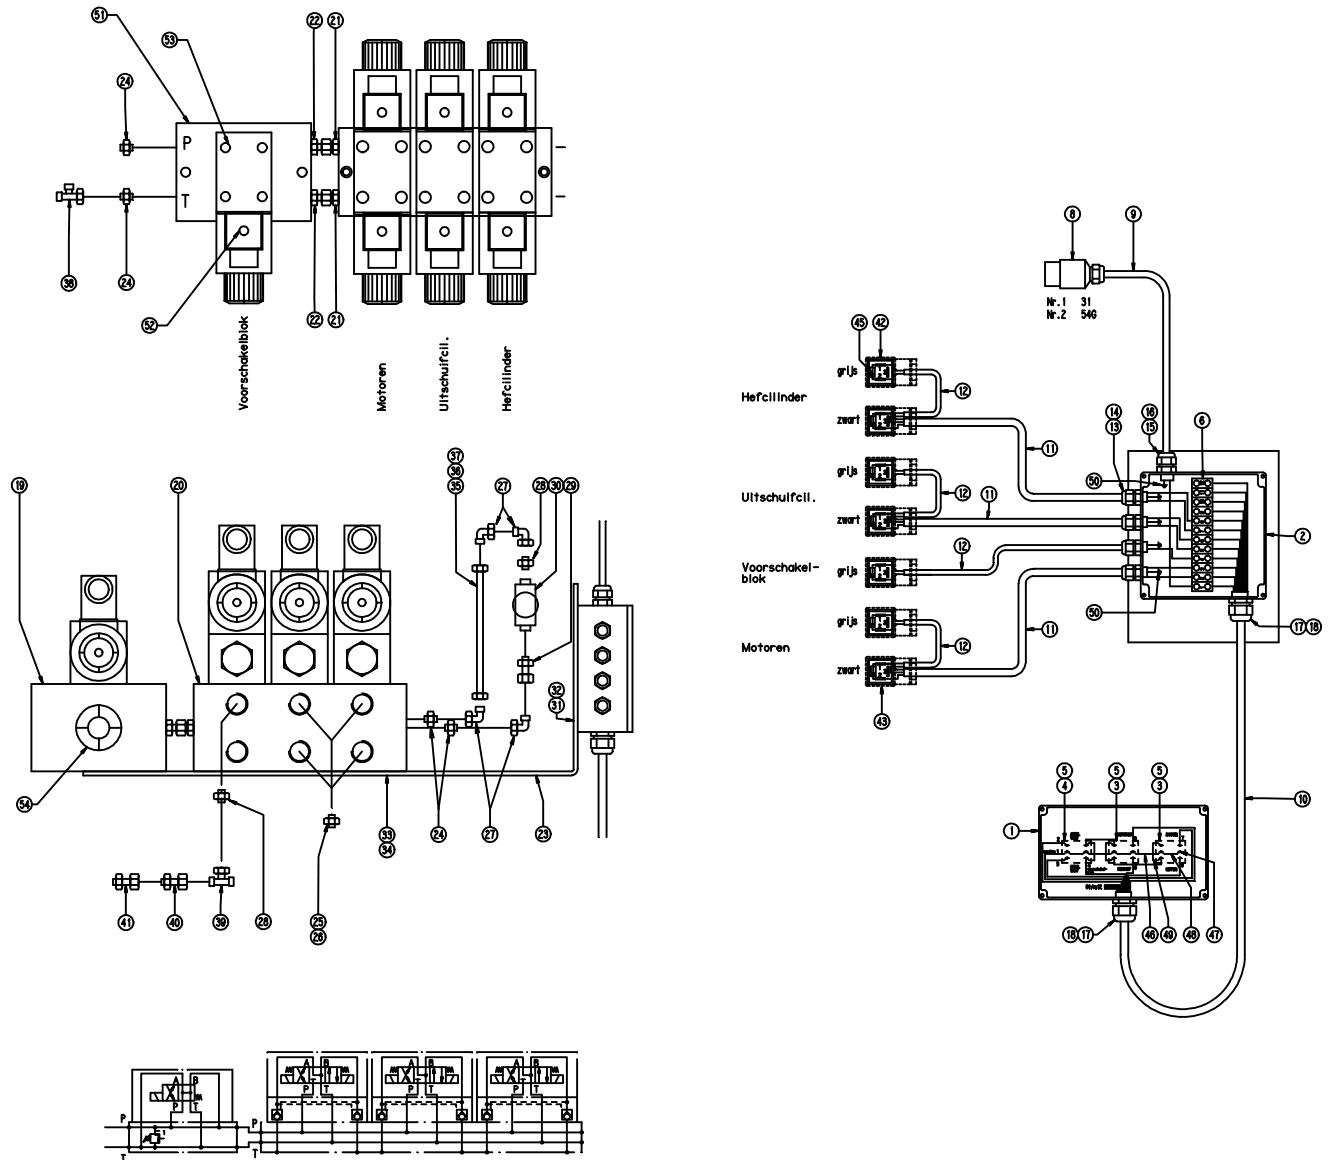 51
53
22 21
24
P
T
38
24
52
22 21
Voorschakelblok
Motoren
Uitschuifcil.
Hefcilinder
8
9
Nr.1 31
Nr.2 54G
45 42
grijs
Hefcilinder
12
zwart
14
13
16
15
6
11
grijs
50
Uitschuifcil.
12
11
zwart
2
12
Voorschakel-
blok
grijs
50
11
17 18
grijs
Motoren
12
zwart
43
19
20
37
36
35
27
28 30 29
32
31
54
33
34
24
27
23
28
41
40
39
25
26
5
4
5
3
5
3
10
1
18 17
46 49 48 47
A B
P T
P
T
A B
P T
A B
P T
A B
P T
P
T